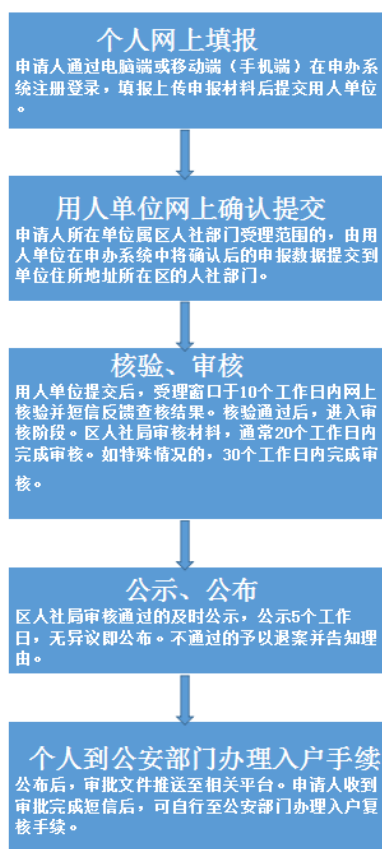 个人网上填报
申请人通过电脑端或移动端（手机端）在申办系
统注册登录，填报上传申报材料后提交用人单位
。
用人单位网上确认提交
申请人所在单位属区人社部门受理范围的，由用
人单位在申办系统中将确认后的申报数据提交到
单位住所地址所在区的人社部门。
核验、审核
用人单位提交后，受理窗口于10个工作日内网上
核验并短信反馈查核结果。核验通过后，进入审
核阶段。区人社局审核材料，通常20个工作日内
完成审核。如特殊情况的，30个工作日内完成审
核。
公示、公布
区人社局审核通过的及时公示，公示5个工作
日，无异议即公布。不通过的予以退案并告知理
由。
个人到公安部门办理入户手续
公布后，审批文件推送至相关平台。申请人收到
审批完成短信后，可自行至公安部门办理入户复
核手续。